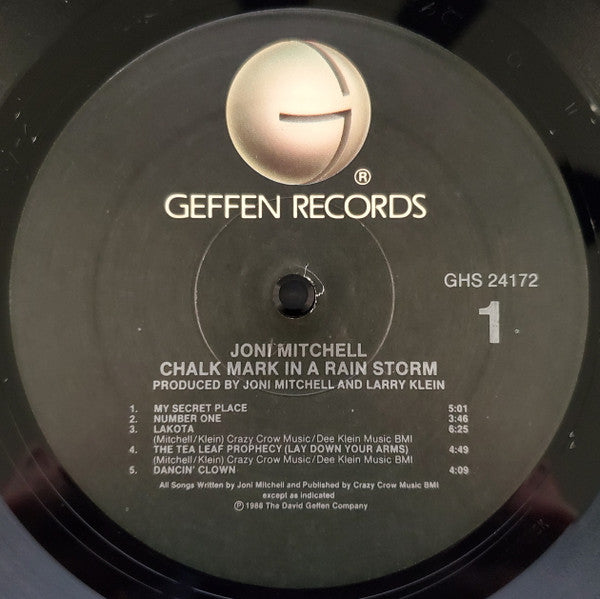 G
®
GEFFEN RECORDS
GHS 24172
1
JONI MITCHELL
CHALK MARK IN A RAIN STORM
PRODUCED BY JONI MITCHELL AND LARRY KLEIN
1. MY SECRET PLACE 5:01
2. NUMBER ONE 3:46
3. LAKOTA 6:25
(Mitchell/Klein) Crazy Crow Music/Dee Klein Music BMI
4. THE TEA LEAF PROPHECY (LAY DOWN YOUR ARMS) 4:49
(Mitchell/Klein) Crazy Crow Music/Dee Klein Music BMI
5. DANCIN' CLOWN 4:09
All Songs Written by Joni Mitchell and Published by Crazy Crow Music BMI
except as indicated
℗ 1988 The David Geffen Company